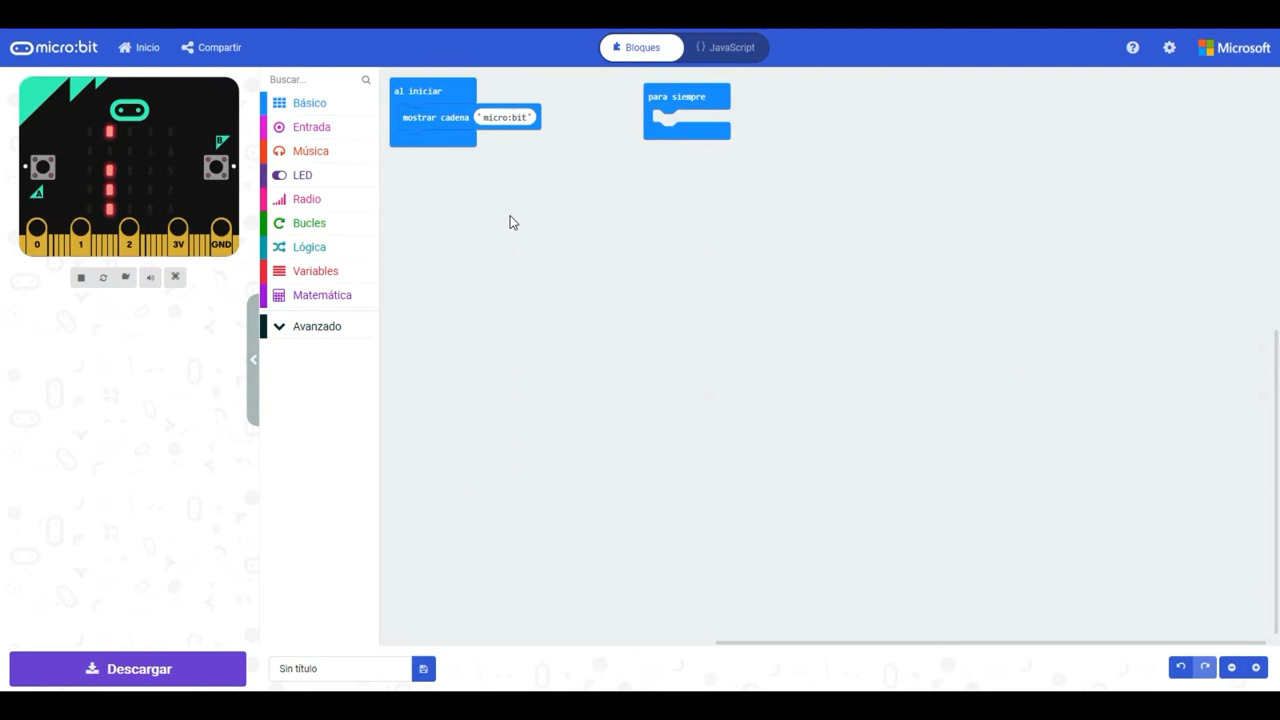 micro:bit Inicio Compartir Bloques {} JavaScript Microsoft
Buscar...
Básico
Entrada
Música
LED
Radio
Bucles
Lógica
Variables
Matemática
Avanzado
al iniciar
mostrar cadena "micro:bit"
para siempre
B
A
0 1 2 3V GND
Descargar
Sin título